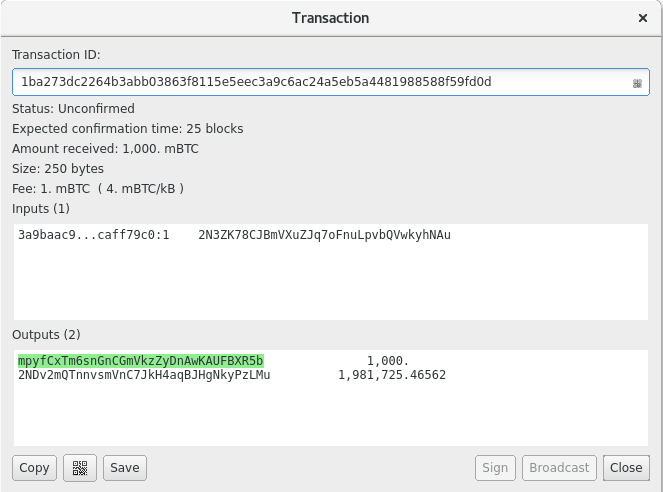 Transaction
Transaction ID:
1ba273dc2264b3abb03863f8115e5eec3a9c6ac24a5eb5a4481988588f59fd0d
Status: Unconfirmed
Expected confirmation time: 25 blocks
Amount received: 1,000. mBTC
Size: 250 bytes
Fee: 1. mBTC  ( 4. mBTC/kB )
Inputs (1)
3a9baac9...caff79c0:1    2N3ZK78CJBmVXuZJq7oFnuLpvbQVwkyhNAu
Outputs (2)
mpyfCxTm6snGnCGmVkzZyDnAwKAUFBXR5b    1,000.
2NDv2mQTnnvsmVnC7JkH4aqBJHgNkyPzLMu    1,981,725.46562
Copy Save Sign Broadcast Close